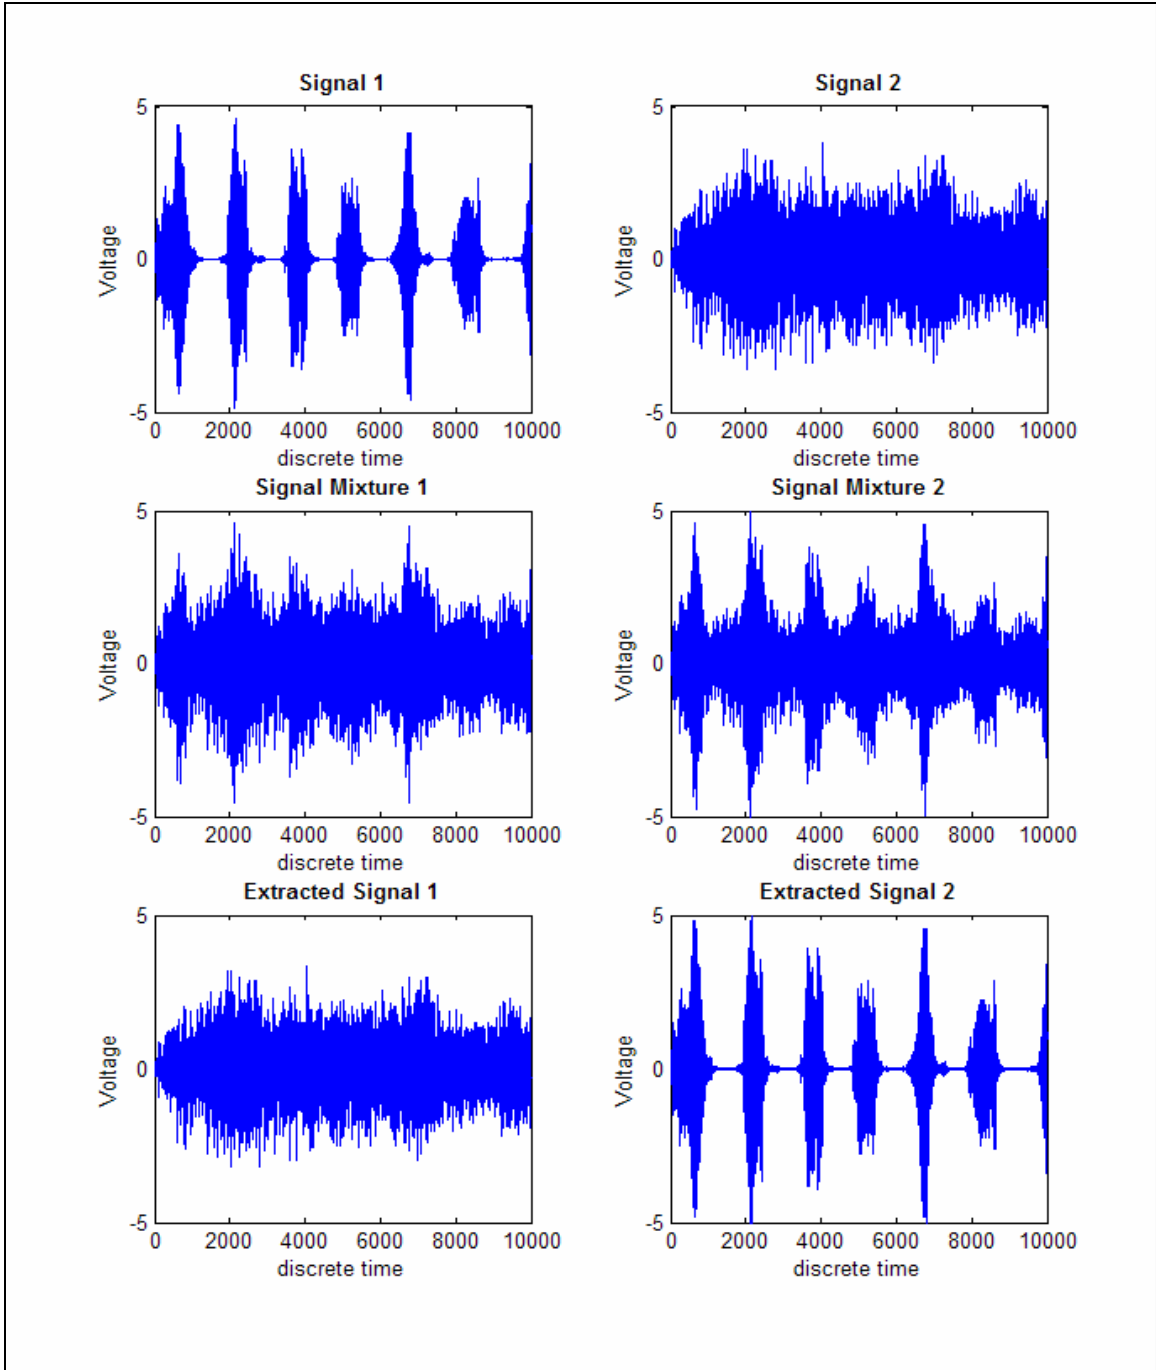 Signal 1
5
0
-5
Voltage
0 2000 4000 6000 8000 10000
discrete time
Signal 2
5
0
-5
Voltage
0 2000 4000 6000 8000 10000
discrete time
Signal Mixture 1
5
0
-5
Voltage
0 2000 4000 6000 8000 10000
discrete time
Signal Mixture 2
5
0
-5
Voltage
0 2000 4000 6000 8000 10000
discrete time
Extracted Signal 1
5
0
-5
Voltage
0 2000 4000 6000 8000 10000
discrete time
Extracted Signal 2
5
0
-5
Voltage
0 2000 4000 6000 8000 10000
discrete time